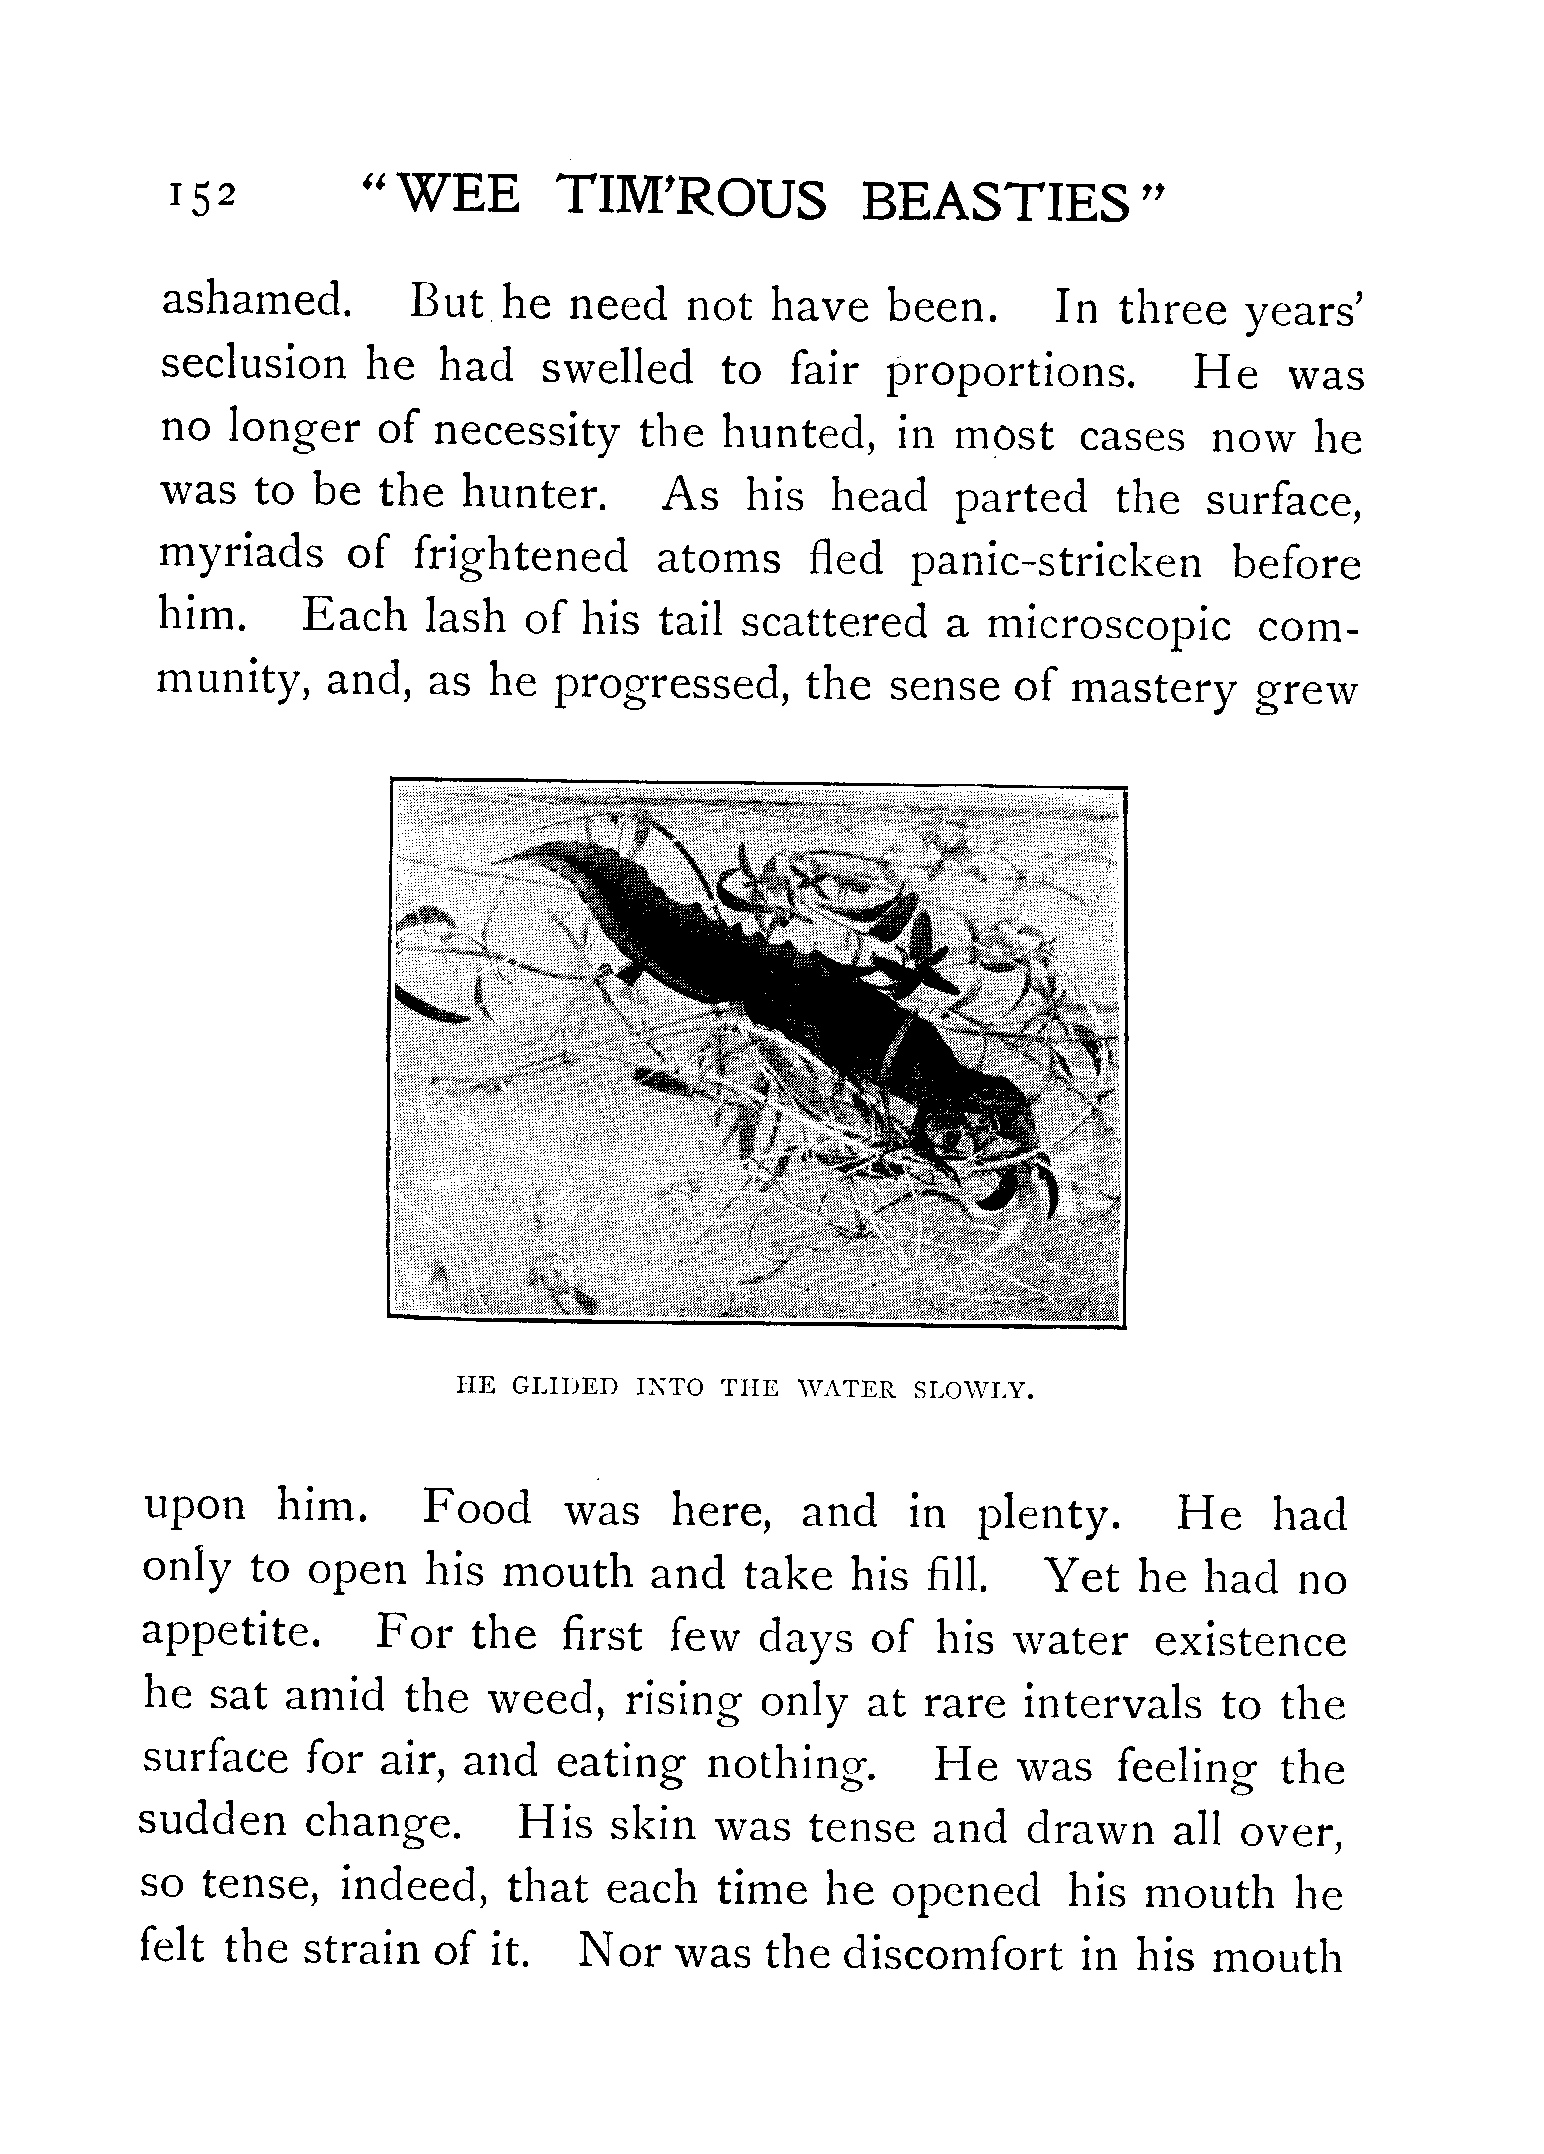 152 "WEE TIM'ROUS BEASTIES"
ashamed. But he need not have been. In three years'
seclusion he had swelled to fair proportions. He was
no longer of necessity the hunted, in most cases now he
was to be the hunter. As his head parted the surface,
myriads of frightened atoms fled panic-stricken before
him. Each lash of his tail scattered a microscopic com-
munity, and, as he progressed, the sense of mastery grew
HE GLIDED INTO THE WATER SLOWLY.
upon him. Food was here, and in plenty. He had
only to open his mouth and take his fill. Yet he had no
appetite. For the first few days of his water existence
he sat amid the weed, rising only at rare intervals to the
surface for air, and eating nothing. He was feeling the
sudden change. His skin was tense and drawn all over,
so tense, indeed, that each time he opened his mouth he
felt the strain of it. Nor was the discomfort in his mouth